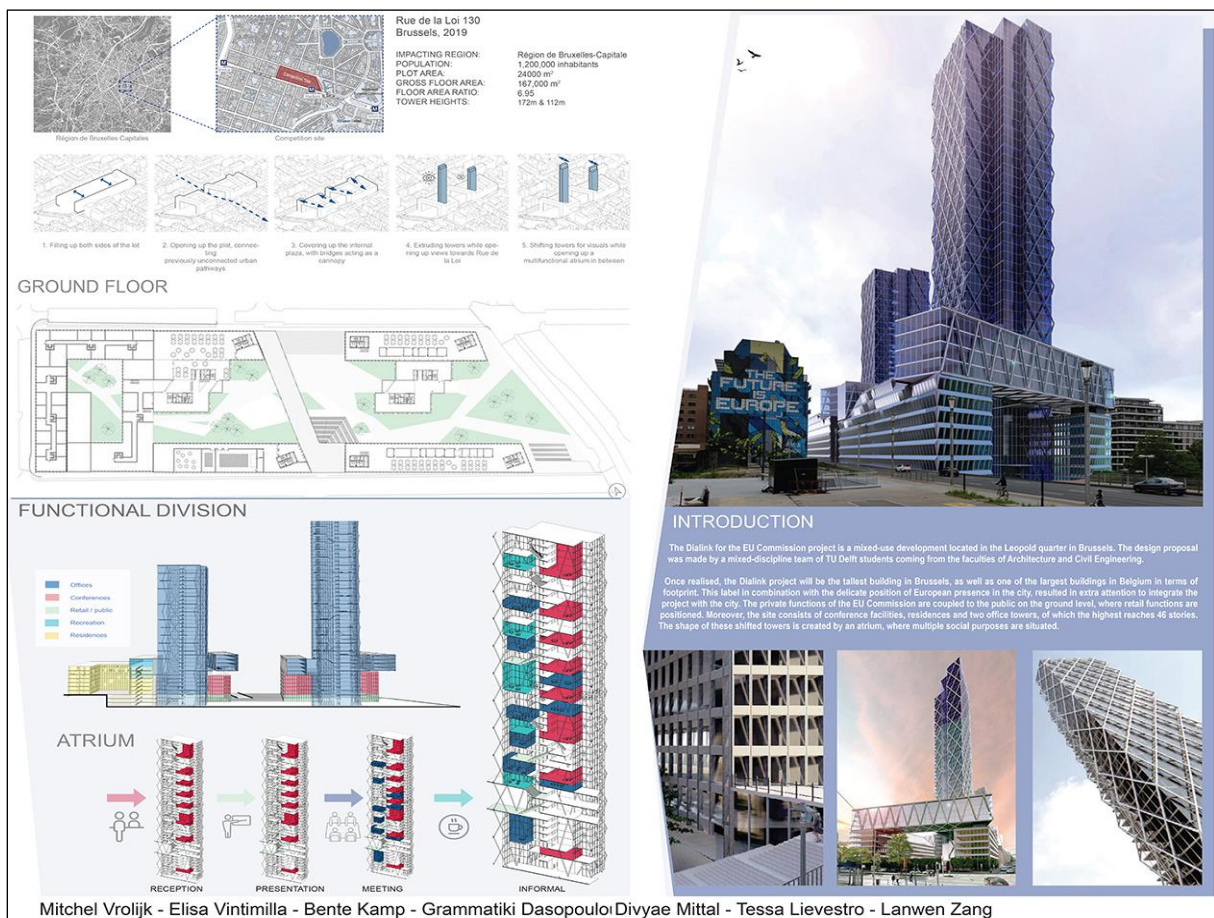 Rue de la Loi 130
Brussels, 2019
IMPACTING REGION: Région de Bruxelles-Capitale
POPULATION: 1,200,000 inhabitants
PLOT AREA: 24000 m²
GROSS FLOOR AREA: 167,000 m²
FLOOR AREA RATIO: 6.95
TOWER HEIGHTS: 172m & 112m
Région de Bruxelles-Capitales
Competition site
1. Filling up both sides of the lot
2. Opening up the plot, connec-
ting
previously unconnected urban
pathways
3. Covering up the internal
plaza, with bridges acting as a
cannopy
4. Extruding towers while ope-
ning up views towards Rue de
la Loi
5. Shifting towers for visuals while
opening up a
multifunctional atrium in between
GROUND FLOOR
FUNCTIONAL DIVISION
Offices
Conferences
Retail / public
Recreation
Residences
ATRIUM
RECEPTION
PRESENTATION
MEETING
INFORMAL
THE
FUTURE
IS
EUROPE
INTRODUCTION
The Dialink for the EU Commission project is a mixed-use development located in the Leopold quarter in Brussels. The design proposal
was made by a mixed-discipline team of TU Delft students coming from the faculties of Architecture and Civil Engineering.
Once realised, the Dialink project will be the tallest building in Brussels, as well as one of the largest buildings in Belgium in terms of
footprint. This label in combination with the delicate position of European presence in the city, resulted in extra attention to integrate the
project with the city. The private functions of the EU Commission are coupled to the public on the ground level, where retail functions are
positioned. Moreover, the site consists of conference facilities, residences and two office towers, of which the highest reaches 46 stories.
The shape of these shifted towers is created by an atrium, where multiple social purposes are situated.
Mitchel Vrolijk - Elisa Vintimilla - Bente Kamp - Grammatiki Dasopoulo Divyae Mittal - Tessa Lievestro - Lanwen Zang